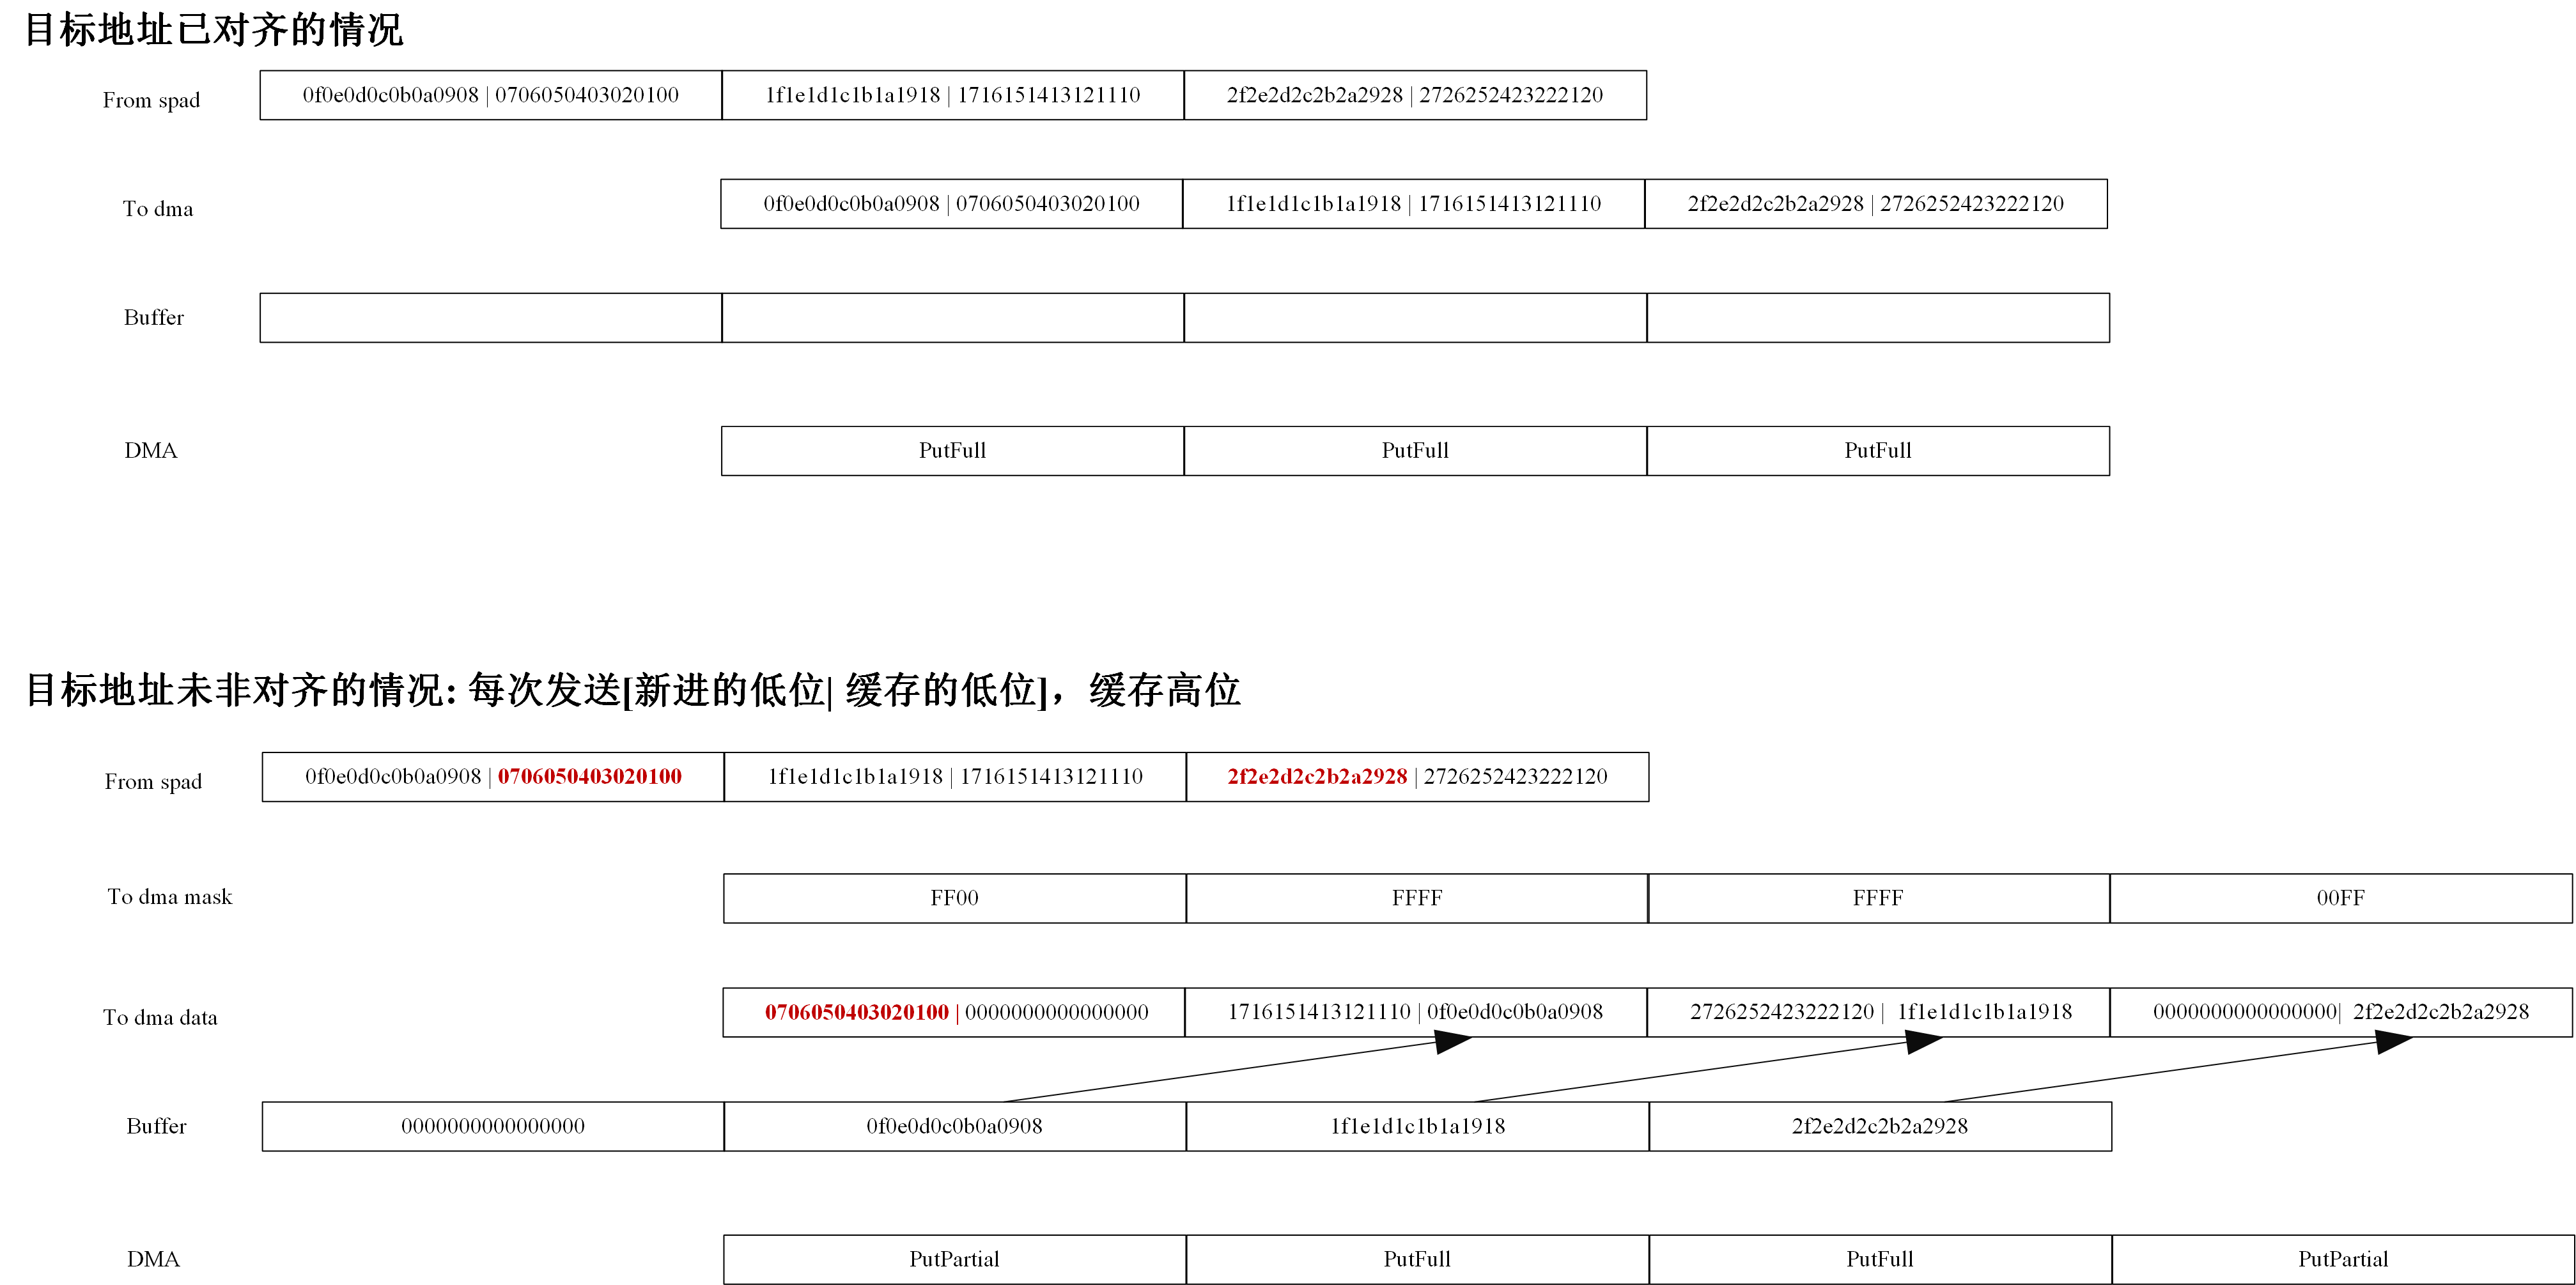 目标地址已对齐的情况
From spad 0f0e0d0c0b0a0908 | 0706050403020100 1f1e1d1c1b1a1918 | 1716151413121110 2f2e2d2c2b2a2928 | 2726252423222120
To dma 0f0e0d0c0b0a0908 | 0706050403020100 1f1e1d1c1b1a1918 | 1716151413121110 2f2e2d2c2b2a2928 | 2726252423222120
Buffer
DMA PutFull PutFull PutFull
目标地址未非对齐的情况: 每次发送[新进的低位| 缓存的低位]，缓存高位
From spad 0f0e0d0c0b0a0908 | 0706050403020100 1f1e1d1c1b1a1918 | 1716151413121110 2f2e2d2c2b2a2928 | 2726252423222120
To dma mask FF00 FFFF FFFF 00FF
To dma data 0706050403020100 | 0000000000000000 1716151413121110 | 0f0e0d0c0b0a0908 2726252423222120 | 1f1e1d1c1b1a1918 0000000000000000| 2f2e2d2c2b2a2928
Buffer 0000000000000000 0f0e0d0c0b0a0908 1f1e1d1c1b1a1918 2f2e2d2c2b2a2928
DMA PutPartial PutFull PutFull PutPartial